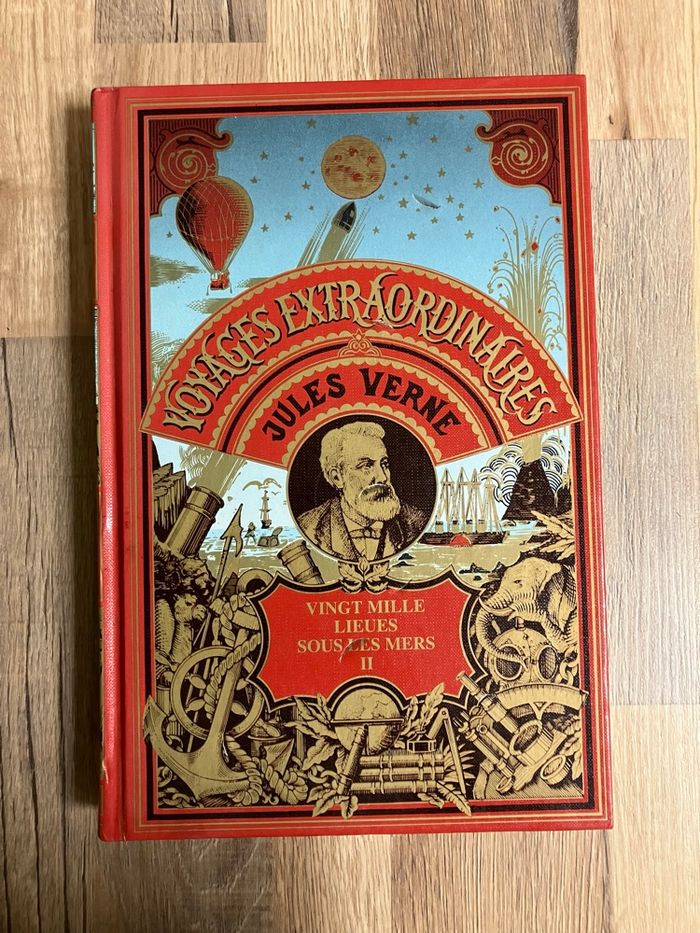 VOYAGES EXTRAORDINAIRES
JULES VERNE
VINGT MILLE
LIEUES
SOUS LES MERS
II